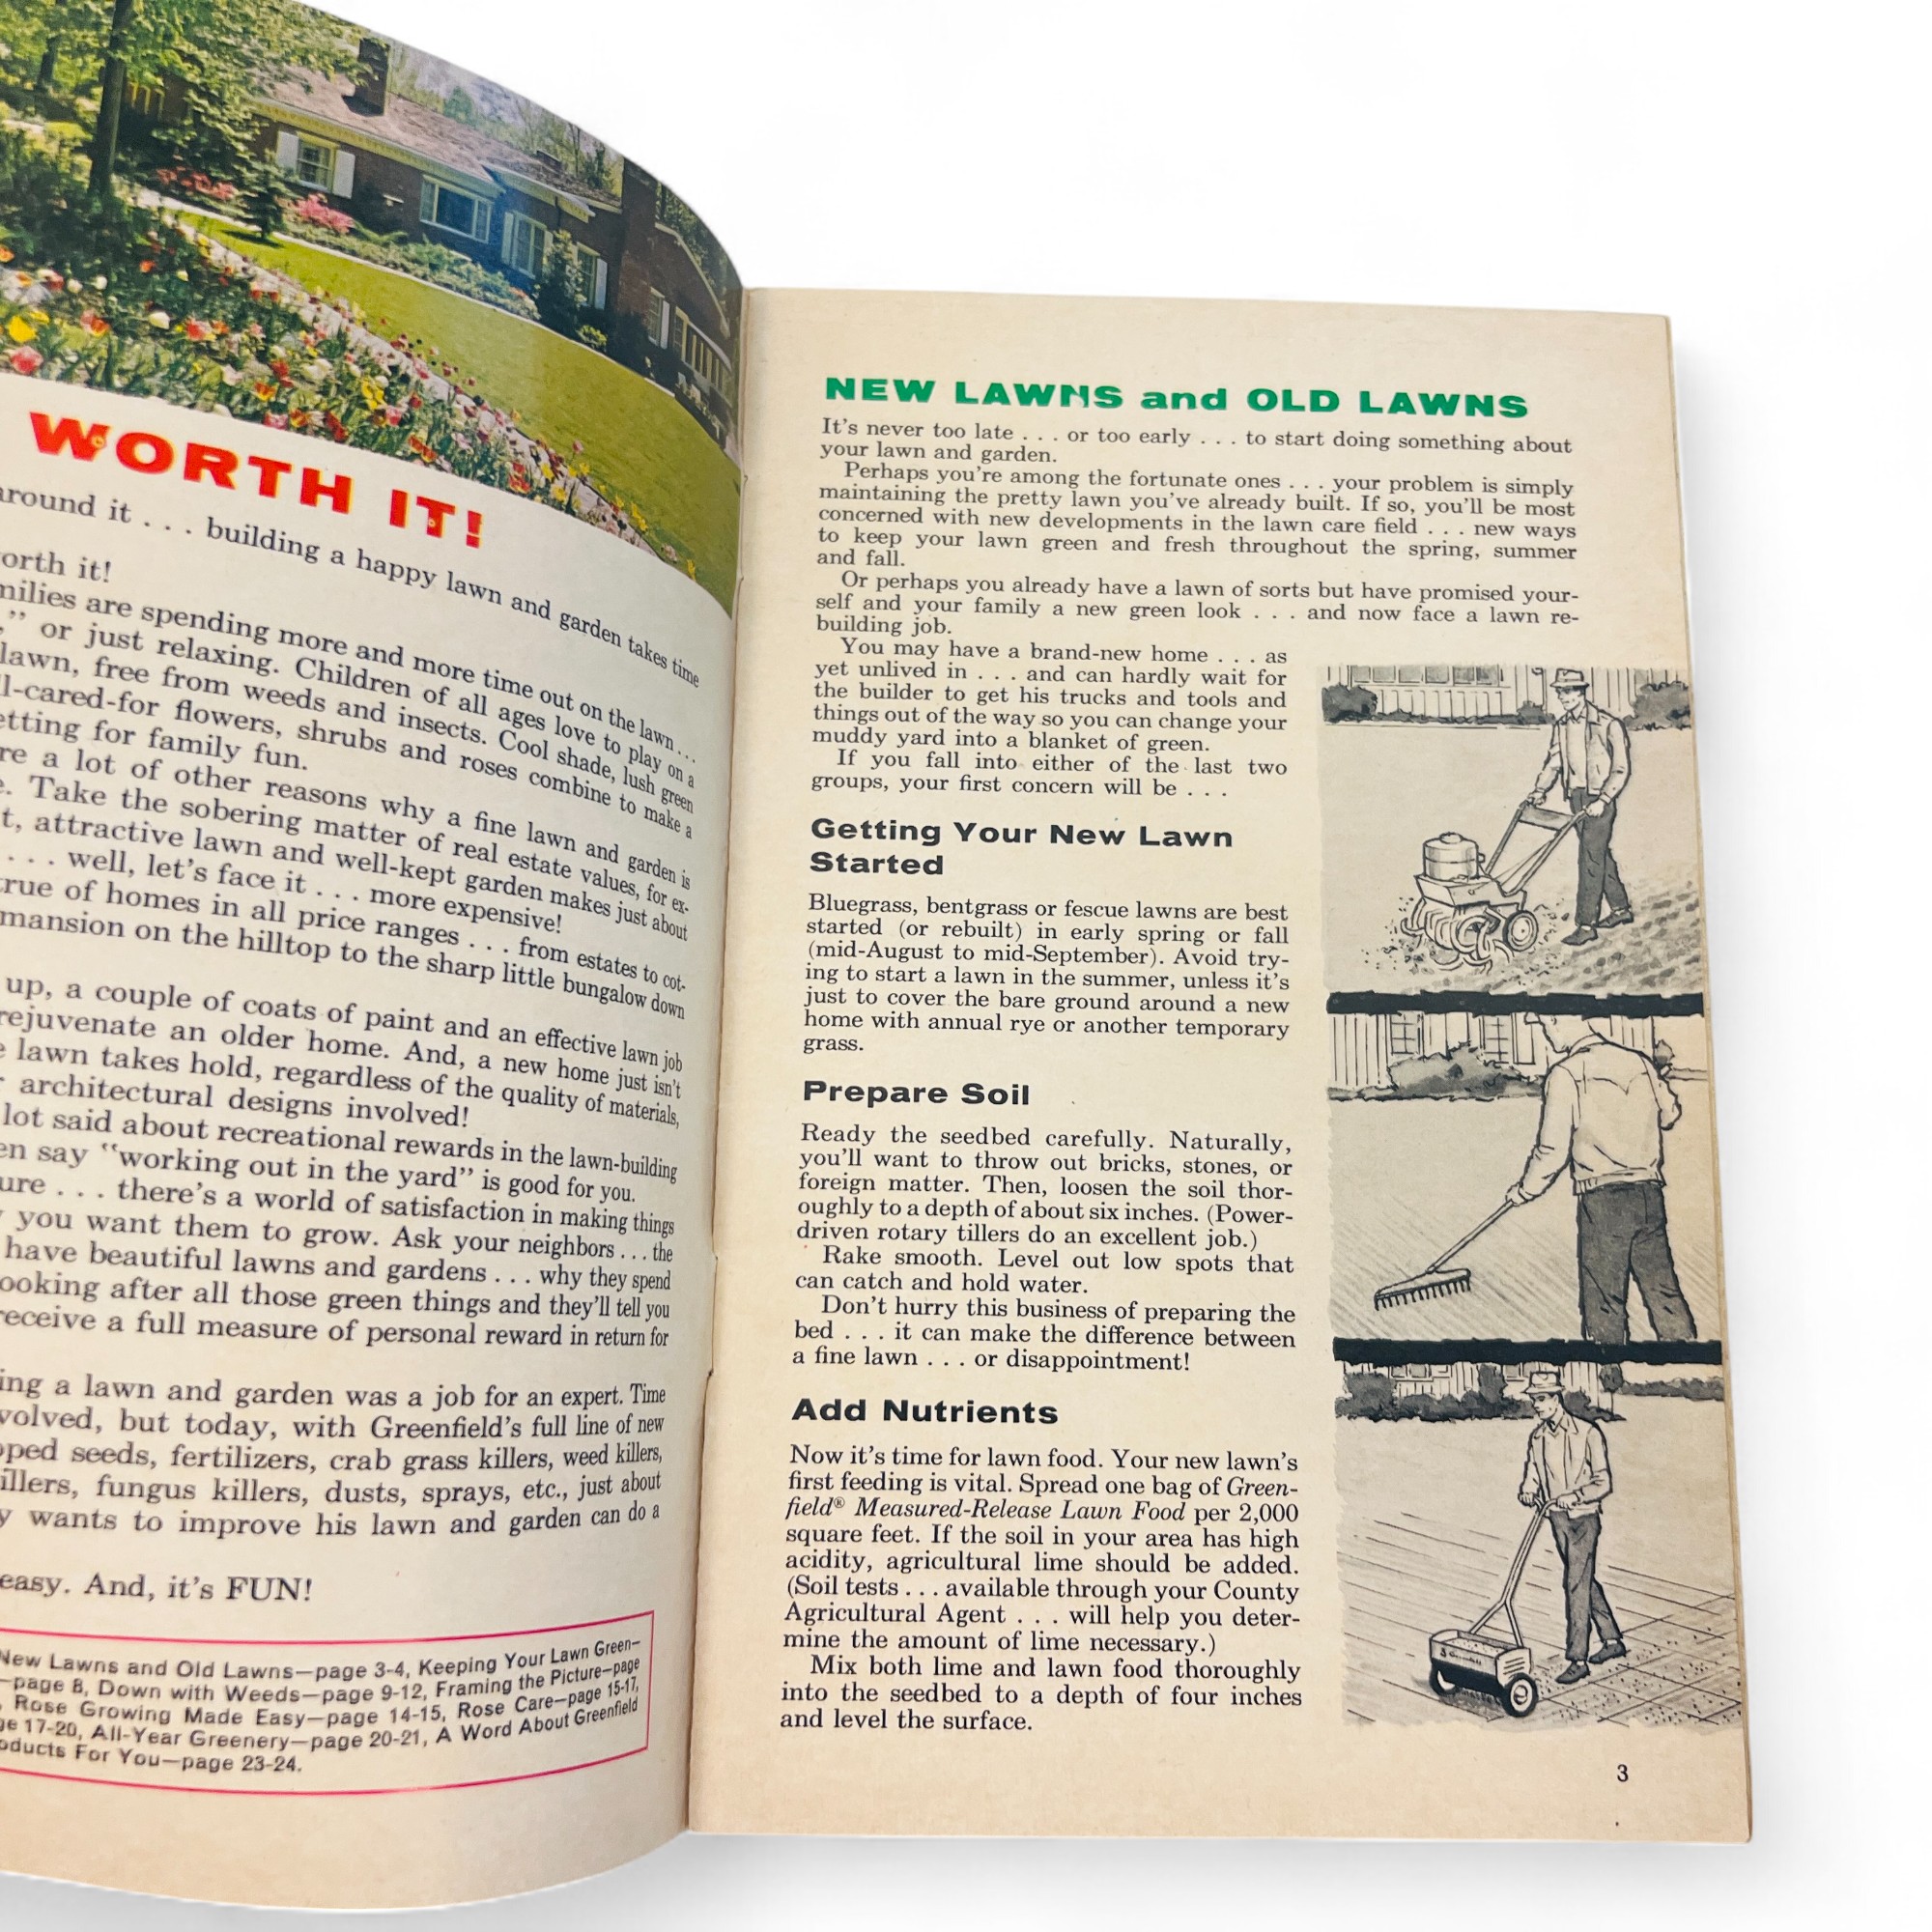 WORTH IT!
around it . . . building a happy lawn and garden takes time
worth it!
families are spending more and more time out on the lawn . . .
," or just relaxing. Children of all ages love to play on a
lawn, free from weeds and insects. Cool shade, lush green
ll-cared-for flowers, shrubs and roses combine to make a
etting for family fun.
re a lot of other reasons why a fine lawn and garden is
e. Take the sobering matter of real estate values, for ex-
t, attractive lawn and well-kept garden makes just about
. . . well, let's face it . . . more expensive!
true of homes in all price ranges . . . from estates to cot-
mansion on the hilltop to the sharp little bungalow down
up, a couple of coats of paint and an effective lawn job
rejuvenate an older home. And, a new home just isn't
e lawn takes hold, regardless of the quality of materials,
r architectural designs involved!
lot said about recreational rewards in the lawn-building
en say "working out in the yard" is good for you.
ure . . . there's a world of satisfaction in making things
y you want them to grow. Ask your neighbors . . . the
have beautiful lawns and gardens . . . why they spend
ooking after all those green things and they'll tell you
receive a full measure of personal reward in return for
ing a lawn and garden was a job for an expert. Time
volved, but today, with Greenfield's full line of new
oped seeds, fertilizers, crab grass killers, weed killers,
illers, fungus killers, dusts, sprays, etc., just about
y wants to improve his lawn and garden can do a
easy. And, it's FUN!
New Lawns and Old Lawns—page 3-4, Keeping Your Lawn Green—
—page 8, Down with Weeds—page 9-12, Framing the Picture—page
, Rose Growing Made Easy—page 14-15, Rose Care—page 15-17,
ge 17-20, All-Year Greenery—page 20-21, A Word About Greenfield
oducts For You—page 23-24.
NEW LAWNS and OLD LAWNS
It's never too late . . . or too early . . . to start doing something about
your lawn and garden.
Perhaps you're among the fortunate ones . . . your problem is simply
maintaining the pretty lawn you've already built. If so, you'll be most
concerned with new developments in the lawn care field . . . new ways
to keep your lawn green and fresh throughout the spring, summer
and fall.
Or perhaps you already have a lawn of sorts but have promised your-
self and your family a new green look . . . and now face a lawn re-
building job.
You may have a brand-new home . . . as
yet unlived in . . . and can hardly wait for
the builder to get his trucks and tools and
things out of the way so you can change your
muddy yard into a blanket of green.
If you fall into either of the last two
groups, your first concern will be . . .
Getting Your New Lawn
Started
Bluegrass, bentgrass or fescue lawns are best
started (or rebuilt) in early spring or fall
(mid-August to mid-September). Avoid try-
ing to start a lawn in the summer, unless it's
just to cover the bare ground around a new
home with annual rye or another temporary
grass.
Prepare Soil
Ready the seedbed carefully. Naturally,
you'll want to throw out bricks, stones, or
foreign matter. Then, loosen the soil thor-
oughly to a depth of about six inches. (Power-
driven rotary tillers do an excellent job.)
Rake smooth. Level out low spots that
can catch and hold water.
Don't hurry this business of preparing the
bed . . . it can make the difference between
a fine lawn . . . or disappointment!
Add Nutrients
Now it's time for lawn food. Your new lawn's
first feeding is vital. Spread one bag of Green-
field® Measured-Release Lawn Food per 2,000
square feet. If the soil in your area has high
acidity, agricultural lime should be added.
(Soil tests . . . available through your County
Agricultural Agent . . . will help you deter-
mine the amount of lime necessary.)
Mix both lime and lawn food thoroughly
into the seedbed to a depth of four inches
and level the surface.
Greenfield
3